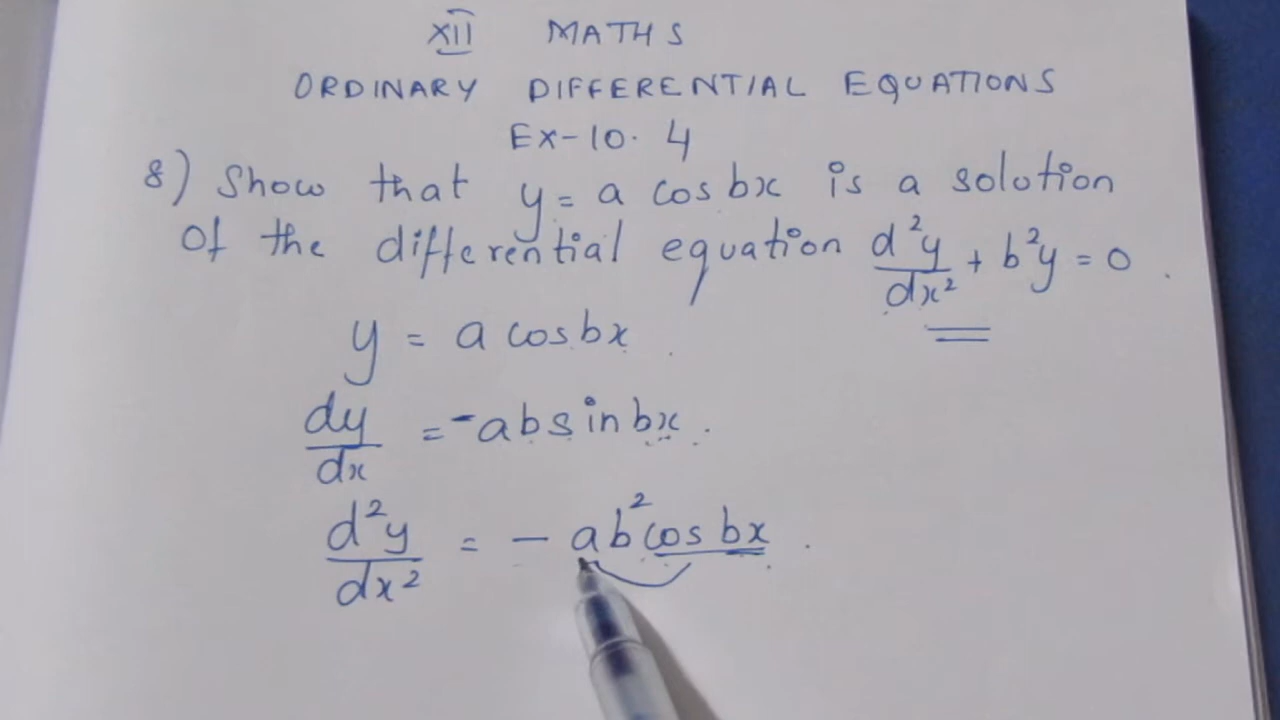 XII MATHS
ORDINARY DIFFERENTIAL EQUATIONS
EX-10.4
8) Show that y = a cos bx is a solution
of the differential equation d²y/dx² + b²y = 0
y = a cos bx
dy/dx = -ab sin bx.
d²y/dx² = - ab² cos bx